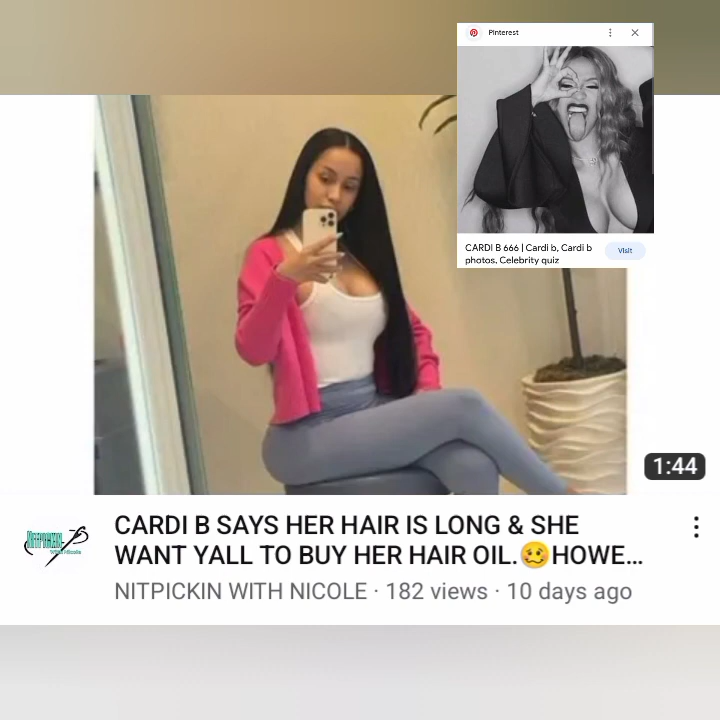 Pinterest
CARDI B 666 | Cardi b, Cardi b
photos, Celebrity quiz
Visit
1:44
CARDI B SAYS HER HAIR IS LONG & SHE
WANT YALL TO BUY HER HAIR OIL.🥴HOWE...
NITPICKIN WITH NICOLE · 182 views · 10 days ago